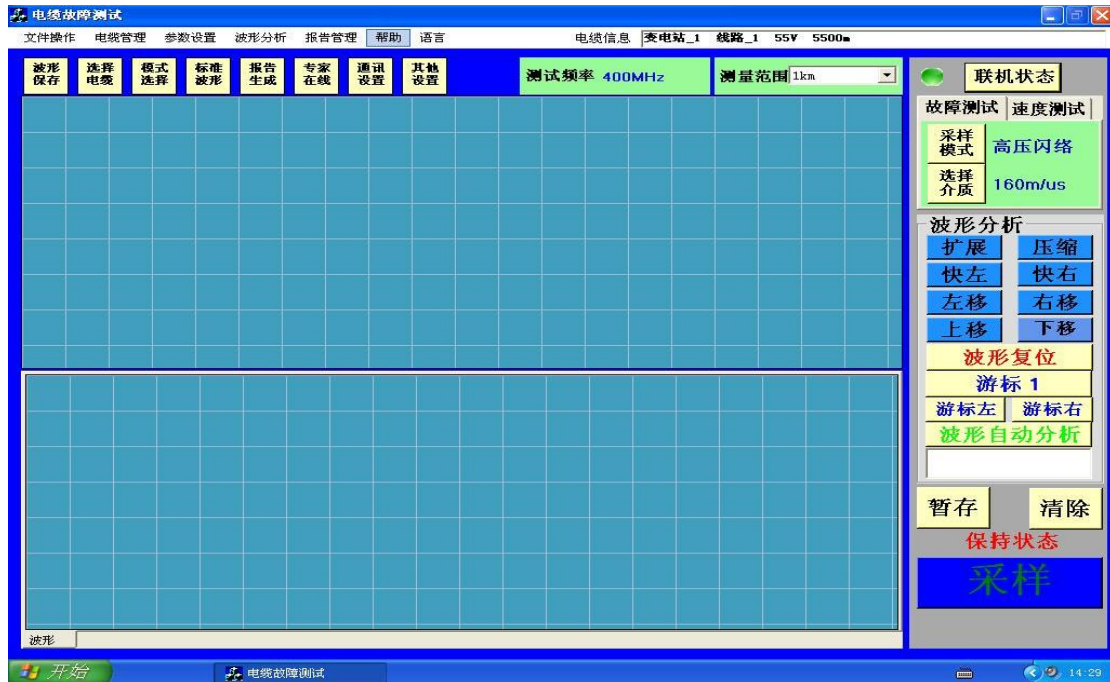 电缆故障测试
文件操作 电缆管理 参数设置 波形分析 报告管理 帮助 语言 电缆信息 变电站_1 线路_1 55V 5500m
波形保存 选择电缆 模式选择 标准波形 报告生成 专家在线 通讯设置 其他设置 测试频率 400MHz 测量范围 1km
联机状态
故障测试 速度测试
采样模式 高压闪络
选择介质 160m/us
波形分析
扩展 压缩
快左 快右
左移 右移
上移 下移
波形复位
游标 1
游标左 游标右
波形自动分析
暂存 清除
保持状态
采样
波形
开始 电缆故障测试 14:29